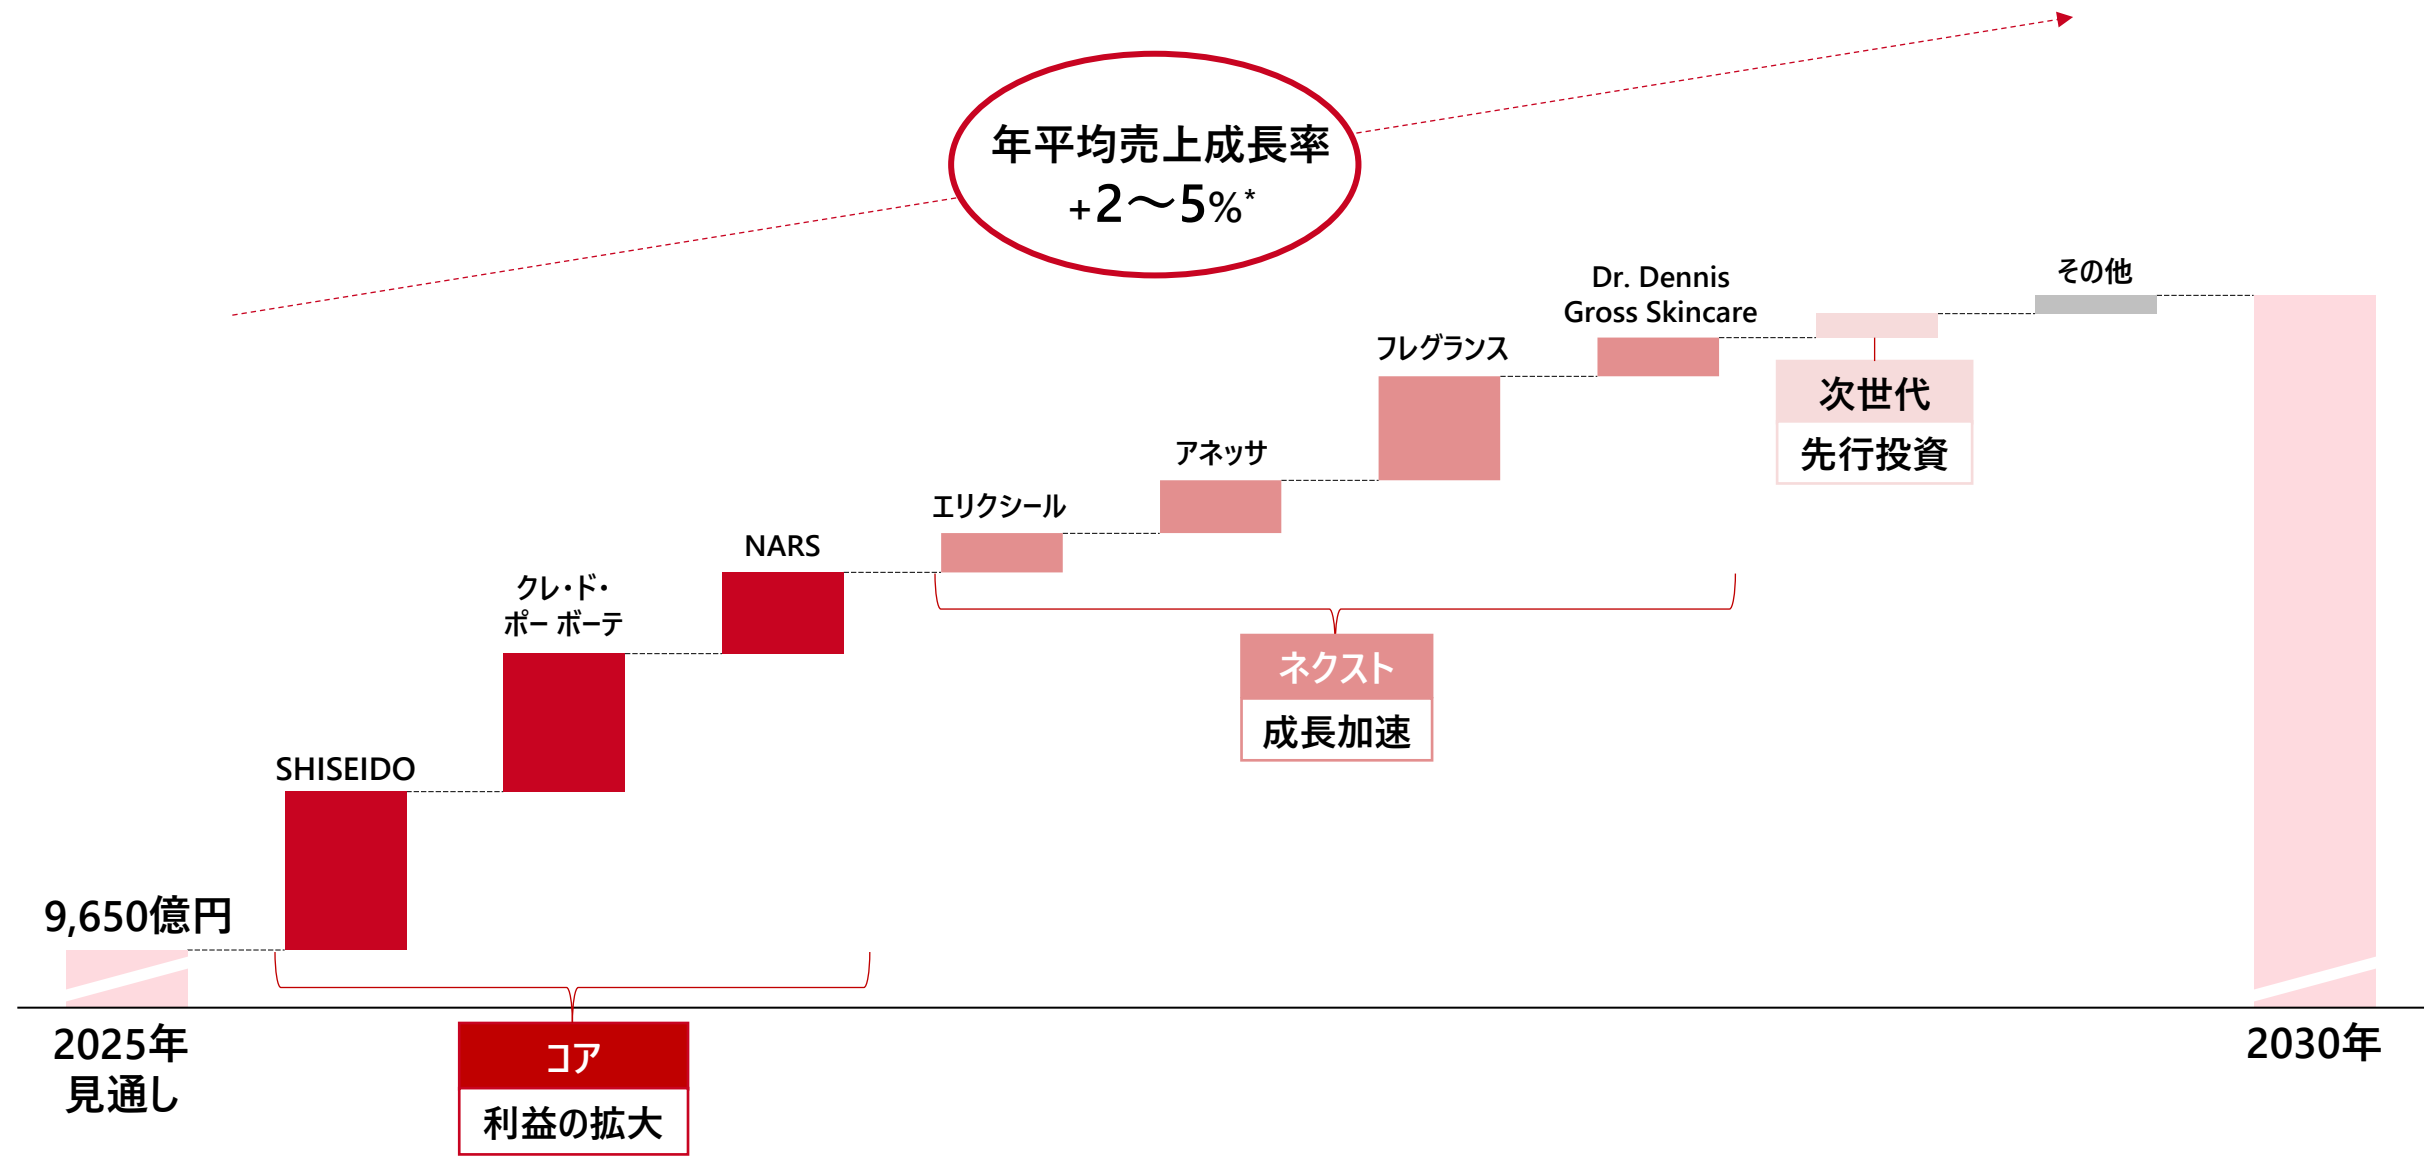 年平均売上成長率
+2～5%*
その他
Dr. Dennis
Gross Skincare
フレグランス
次世代
先行投資
アネッサ
エリクシール
NARS
クレ・ド・
ポー ボーテ
ネクスト
成長加速
SHISEIDO
9,650億円
2025年
見通し
コア
利益の拡大
2030年